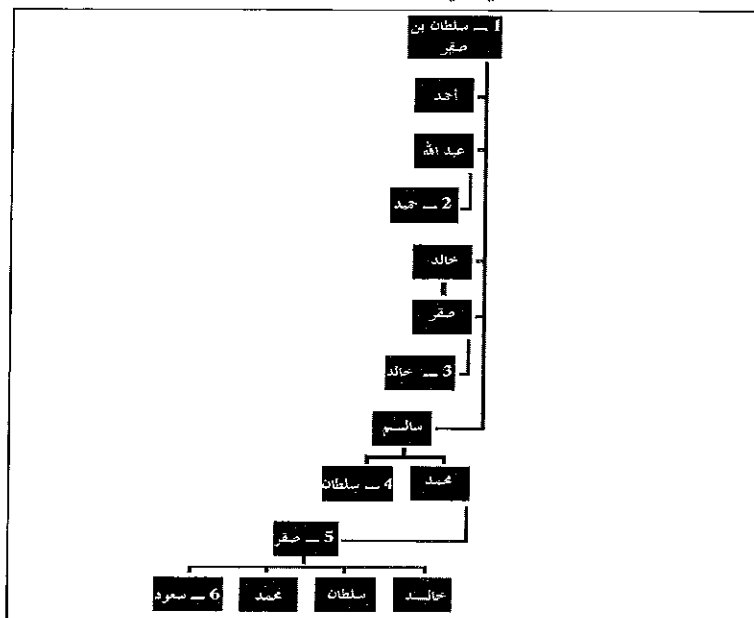 1 — سلطان بن
صقر
أحمد
عبد الله
2 — حميد
خالد
صقر
3 — خالد
سالم
محمد
4 — سلطان
5 — صقر
خالد
سلطان
محمد
6 — سعود